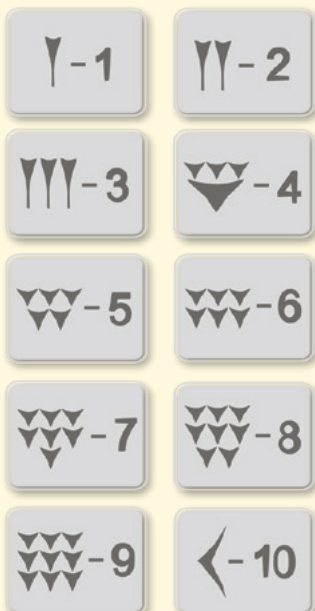 𒐕-1 𒐖-2
𒐗-3 𒐘-4
𒐙-5 𒐚-6
𒐛-7 𒐜-8
𒐝-9 𒌋-10